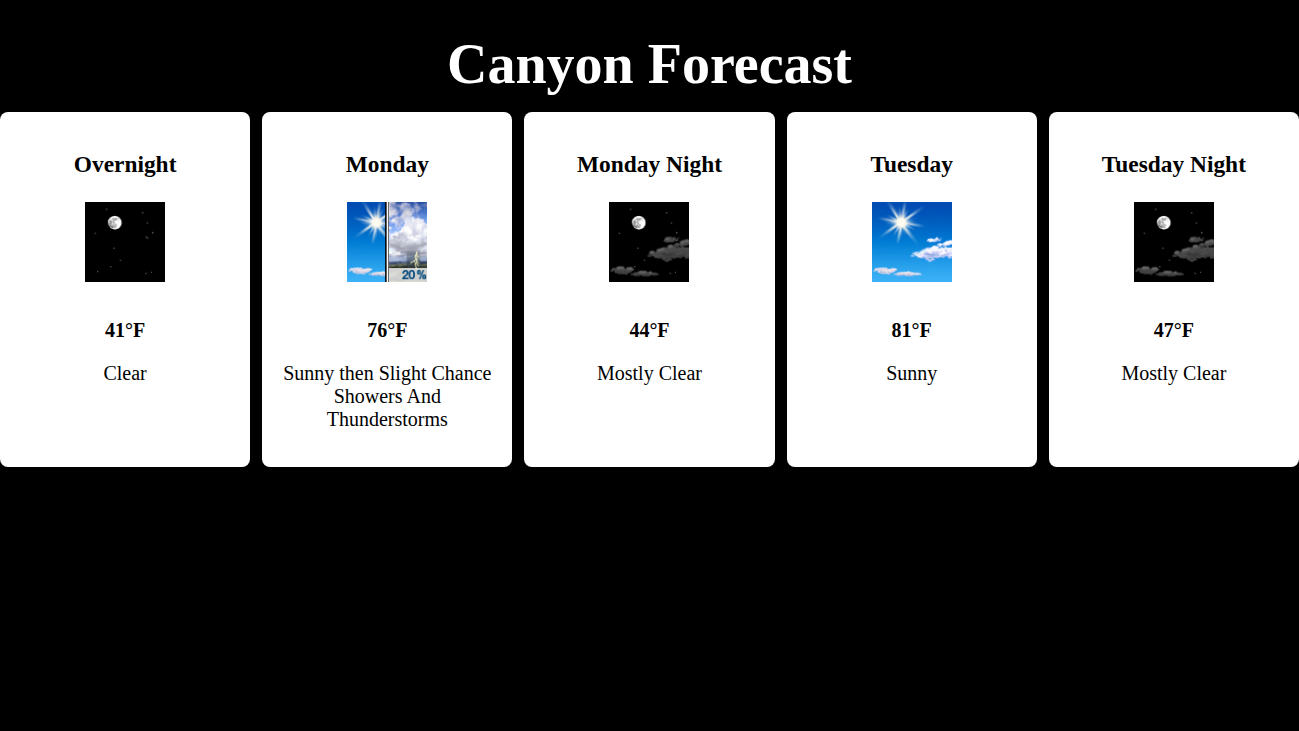 Canyon Forecast
Overnight
41°F
Clear
Monday
20%
76°F
Sunny then Slight Chance
Showers And
Thunderstorms
Monday Night
44°F
Mostly Clear
Tuesday
81°F
Sunny
Tuesday Night
47°F
Mostly Clear